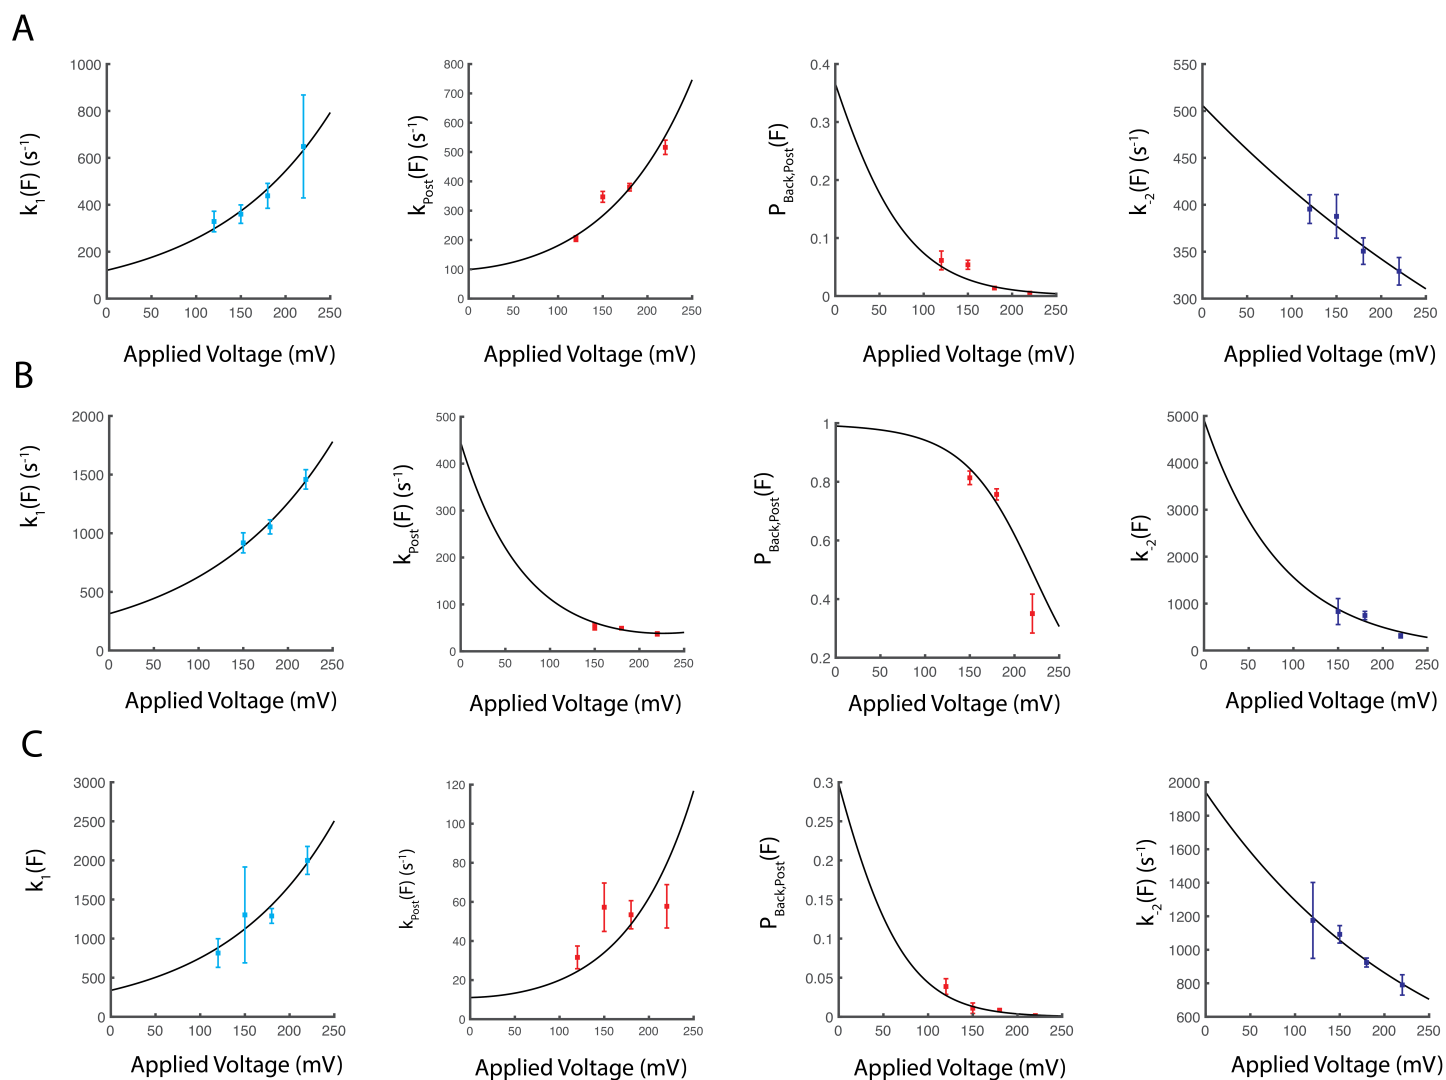 A
k1(F) (s-1)
1000
800
600
400
200
0
0 50 100 150 200 250
Applied Voltage (mV)
kPost(F) (s-1)
800
700
600
500
400
300
200
100
0
0 50 100 150 200 250
Applied Voltage (mV)
PBack,Post(F)
0.4
0.3
0.2
0.1
0
0 50 100 150 200 250
Applied Voltage (mV)
k-2(F) (s-1)
550
500
450
400
350
300
0 50 100 150 200 250
Applied Voltage (mV)
B
k1(F) (s-1)
2000
1500
1000
500
0
0 50 100 150 200 250
Applied Voltage (mV)
kPost(F) (s-1)
500
400
300
200
100
0
0 50 100 150 200 250
Applied Voltage (mV)
PBack,Post(F)
1
0.8
0.6
0.4
0.2
0 50 100 150 200 250
Applied Voltage (mV)
k-2(F)
5000
4000
3000
2000
1000
0
0 50 100 150 200 250
Applied Voltage (mV)
C
k1(F)
3000
2500
2000
1500
1000
500
0
0 50 100 150 200 250
Applied Voltage (mV)
kPost(F) (s-1)
120
100
80
60
40
20
0
0 50 100 150 200 250
Applied Voltage (mV)
PBack,Post(F)
0.3
0.25
0.2
0.15
0.1
0.05
0
0 50 100 150 200 250
Applied Voltage (mV)
k-2(F) (s-1)
2000
1800
1600
1400
1200
1000
800
600
0 50 100 150 200 250
Applied Voltage (mV)